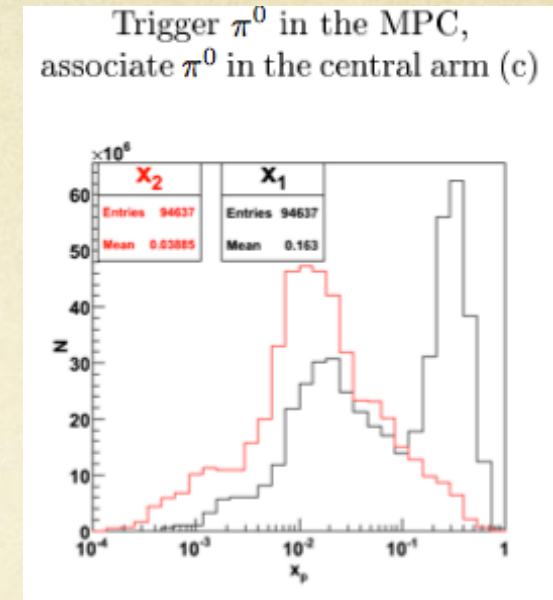 Trigger π⁰ in the MPC,
associate π⁰ in the central arm (c)
×10⁶
X₂
Entries 94637
Mean 0.03885
X₁
Entries 94637
Mean 0.163
60
50
40
30
20
10
0
N
10⁻⁴ 10⁻³ 10⁻² 10⁻¹ 1
xₚ